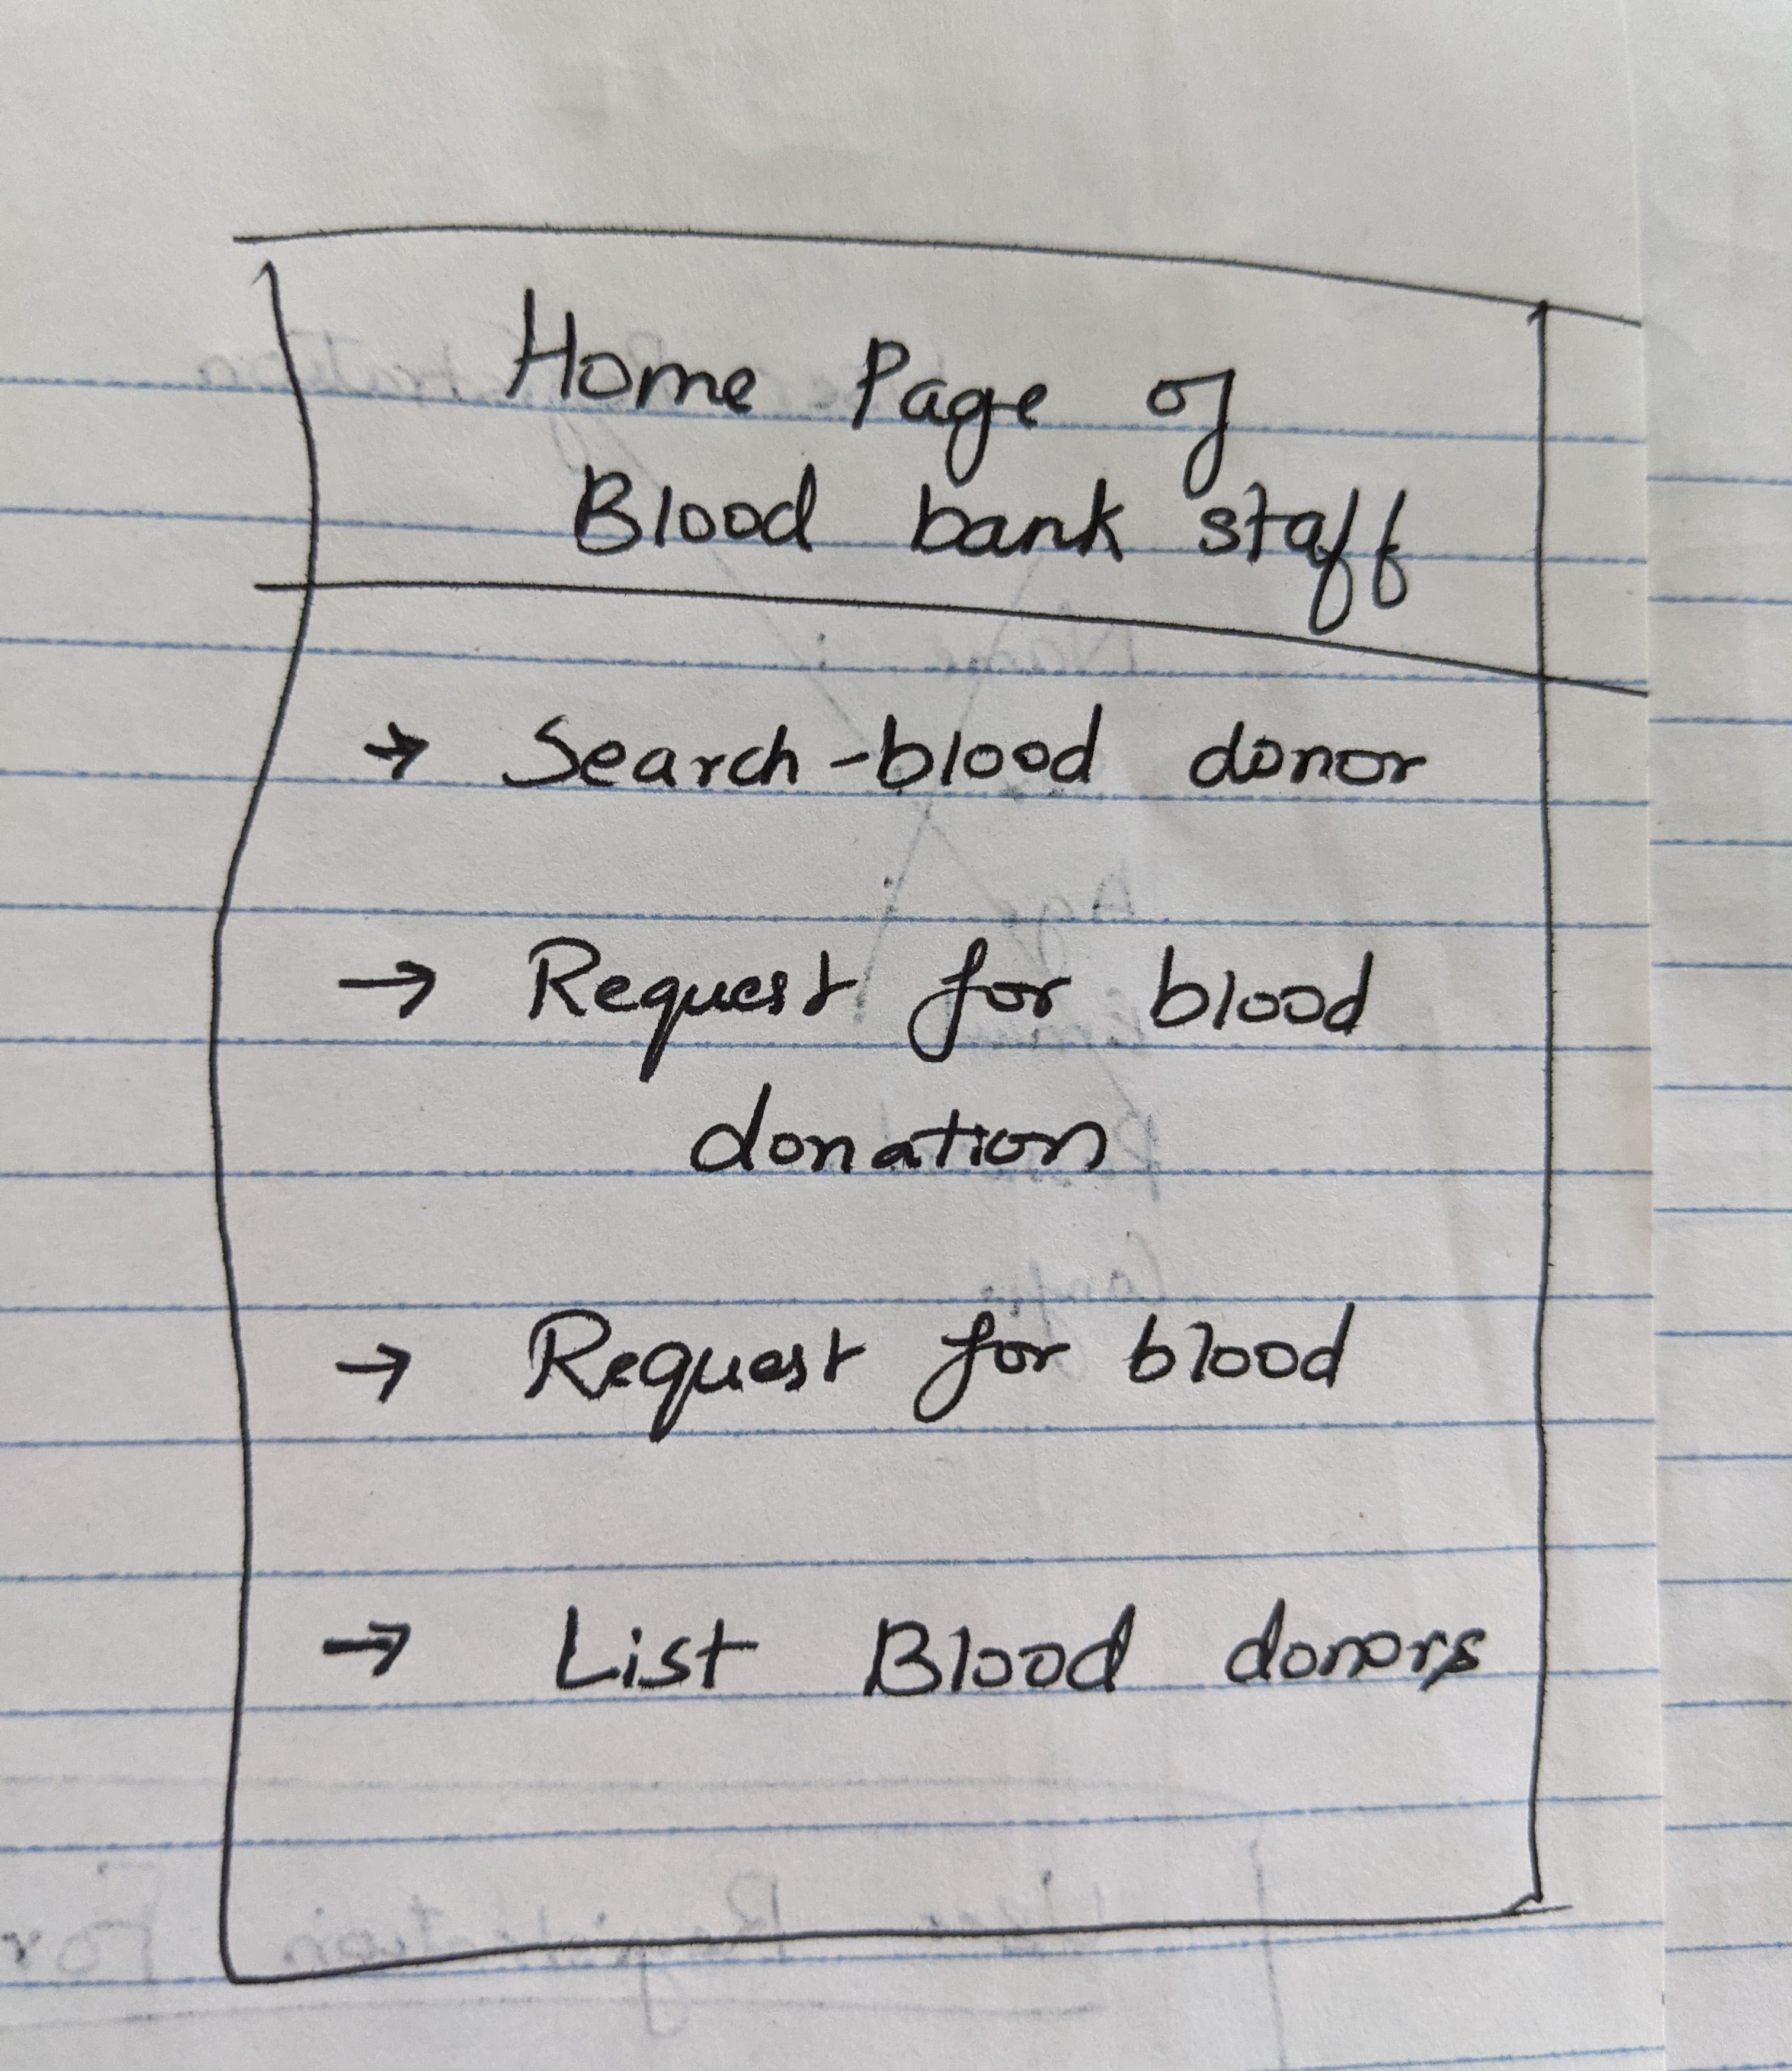 Home Page of
Blood bank staff
→ Search-blood donor
→ Request for blood
donation
→ Request for blood
→ List Blood donors